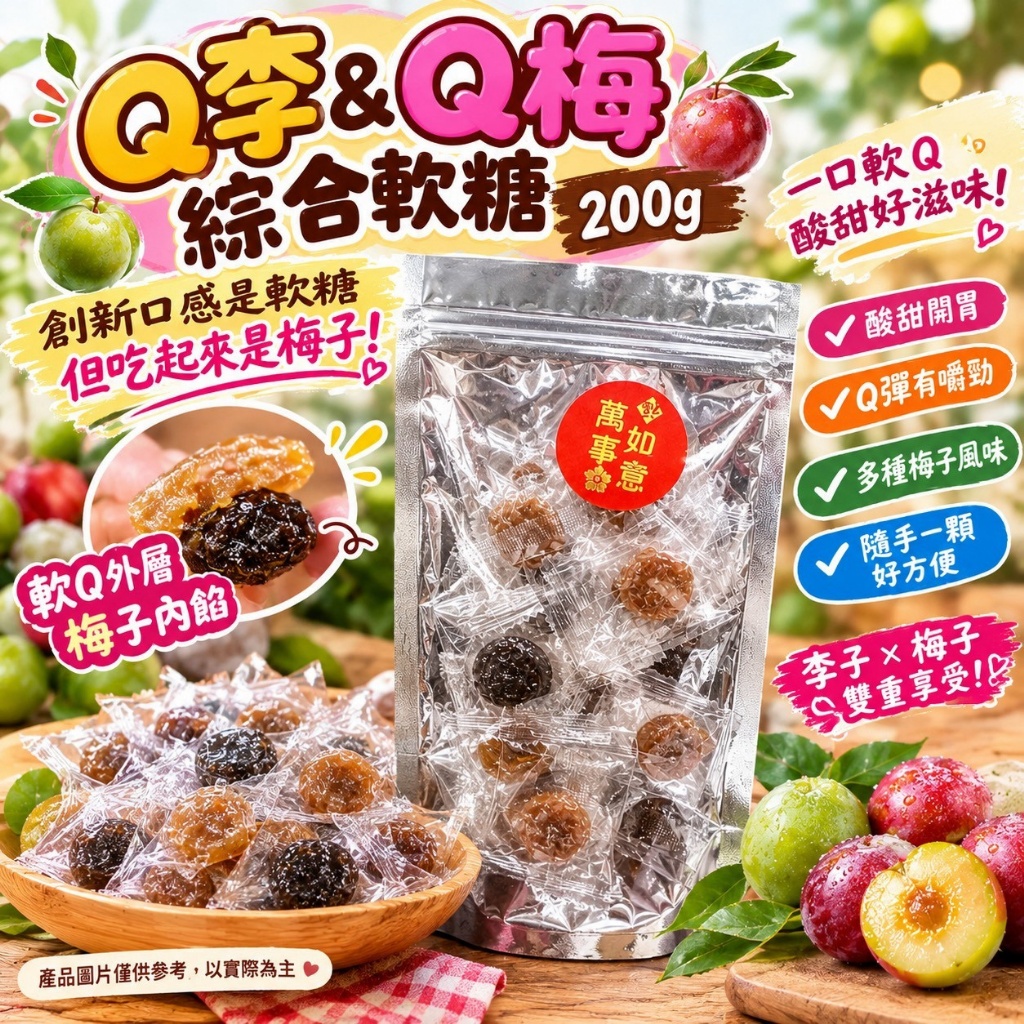 Q李&Q梅
綜合軟糖 200g
創新口感是軟糖
但吃起來是梅子!
軟Q外層
梅子內餡
一口軟Q
酸甜好滋味!
酸甜開胃
Q彈有嚼勁
多種梅子風味
隨手一顆
好方便
李子×梅子
雙重享受!
萬事
如意
產品圖片僅供參考,以實際為主